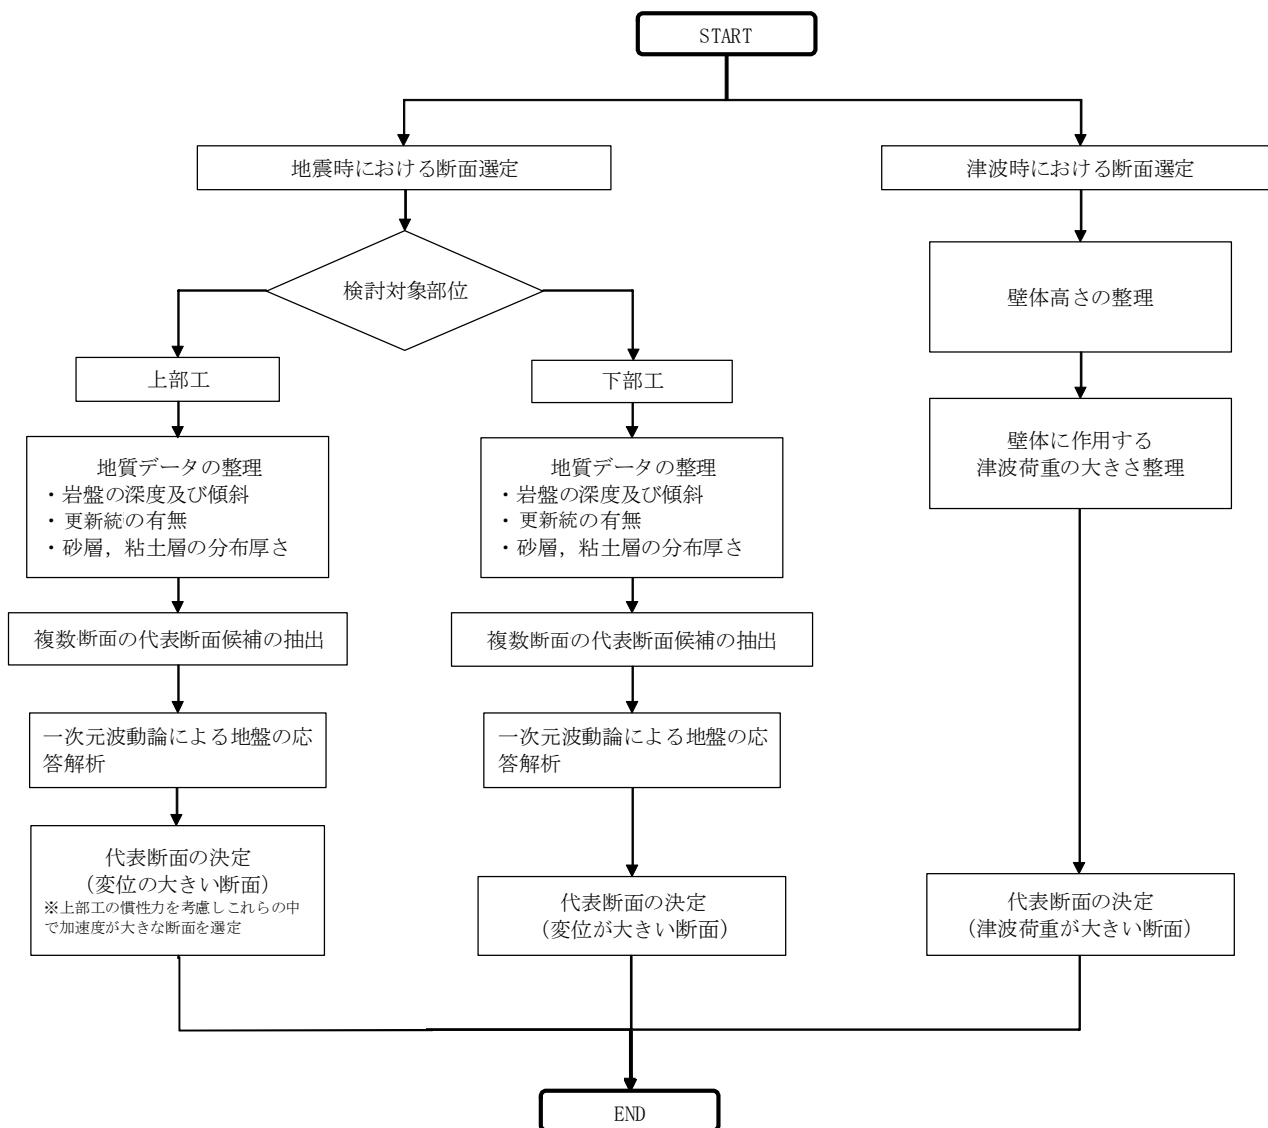 START
地震時における断面選定
津波時における断面選定
検討対象部位
壁体高さの整理
上部工
下部工
壁体に作用する
津波荷重の大きさ整理
地質データの整理
・岩盤の深度及び傾斜
・更新統の有無
・砂層，粘土層の分布厚さ
地質データの整理
・岩盤の深度及び傾斜
・更新統の有無
・砂層，粘土層の分布厚さ
複数断面の代表断面候補の抽出
複数断面の代表断面候補の抽出
一次元波動論による地盤の応
答解析
一次元波動論による地盤の応
答解析
代表断面の決定
（変位の大きい断面）
※上部工の慣性力を考慮しこれらの中
で加速度が大きな断面を選定
代表断面の決定
（変位が大きい断面）
代表断面の決定
（津波荷重が大きい断面）
END